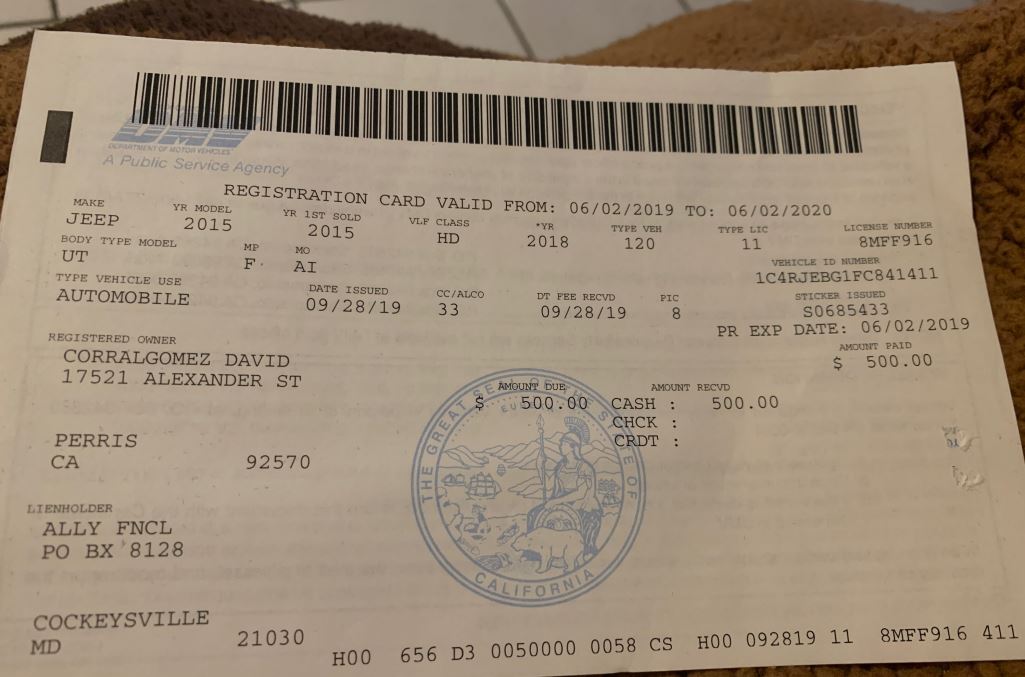 DMV
DEPARTMENT OF MOTOR VEHICLES
A Public Service Agency
REGISTRATION CARD VALID FROM: 06/02/2019 TO: 06/02/2020
MAKE YR MODEL YR 1ST SOLD VLF CLASS *YR TYPE VEH TYPE LIC LICENSE NUMBER
JEEP 2015 2015 HD 2018 120 11 8MFF916
BODY TYPE MODEL MP MO VEHICLE ID NUMBER
UT F AI 1C4RJEBG1FC841411
TYPE VEHICLE USE DATE ISSUED CC/ALCO DT FEE RECVD PIC STICKER ISSUED
AUTOMOBILE 09/28/19 33 09/28/19 8 S0685433
PR EXP DATE: 06/02/2019
REGISTERED OWNER AMOUNT PAID
CORRALGOMEZ DAVID $ 500.00
17521 ALEXANDER ST
AMOUNT DUE AMOUNT RECVD
$ 500.00 CASH : 500.00
CHCK :
CRDT :
PERRIS
CA 92570
THE GREAT SEAL OF THE STATE OF CALIFORNIA
LIENHOLDER
ALLY FNCL
PO BX 8128
COCKEYSVILLE
MD 21030
H00 656 D3 0050000 0058 CS H00 092819 11 8MFF916 411